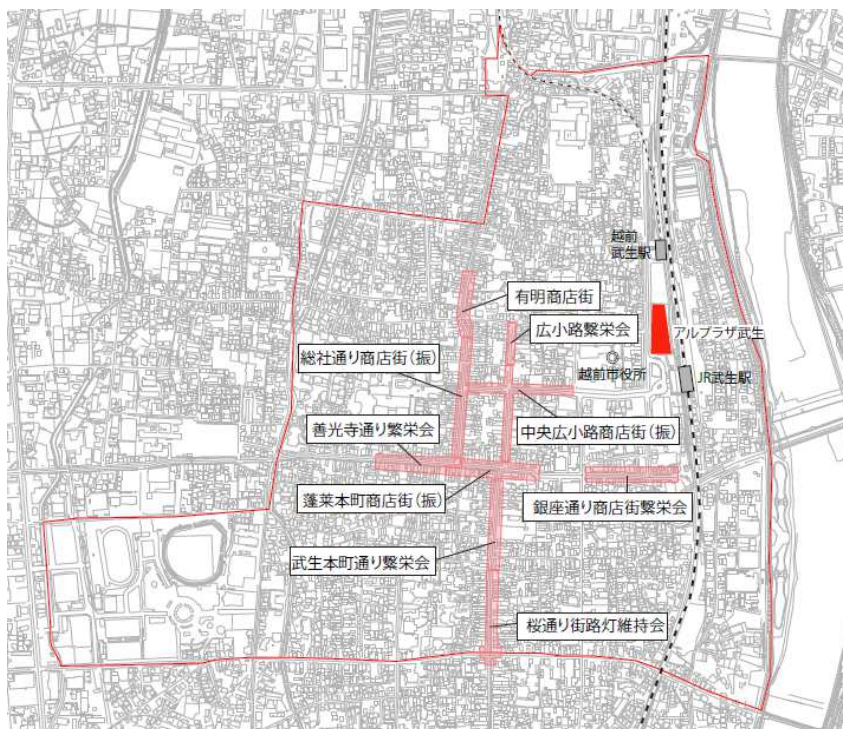 越前
武生駅
有明商店街
広小路繫栄会
アルプラザ武生
総社通り商店街(振)
越前市役所
JR武生駅
善光寺通り繁栄会
中央広小路商店街(振)
蓬莱本町商店街(振)
銀座通り商店街繁栄会
武生本町通り繋栄会
桜通り街路灯維持会